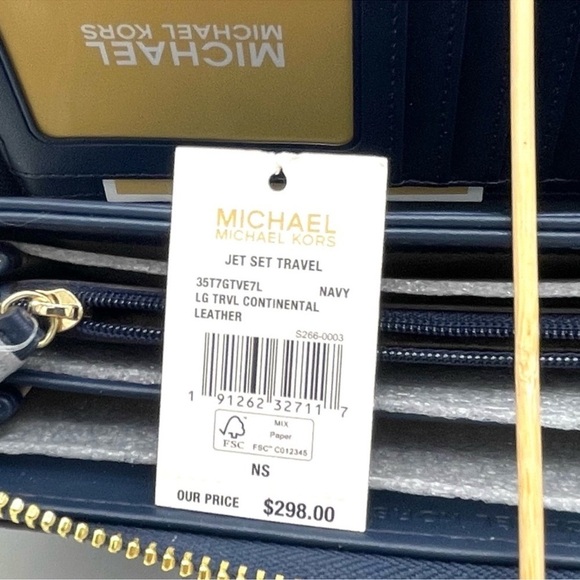 MICHAEL
MICHAEL KORS
MICHAEL
MICHAEL KORS
JET SET TRAVEL
35T7GTVE7L NAVY
LG TRVL CONTINENTAL
LEATHER
S266-0003
1 91262 32711 7
FSC
MIX
Paper
FSC™ C012345
NS
OUR PRICE $298.00